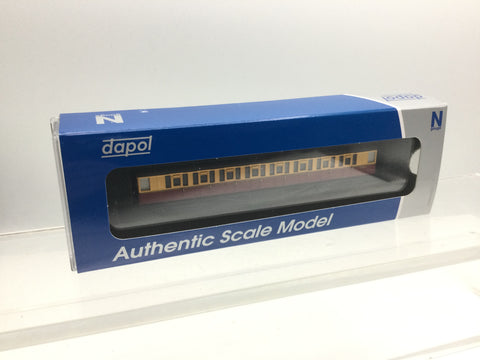 N
dapol
dapol
N
Authentic Scale Model